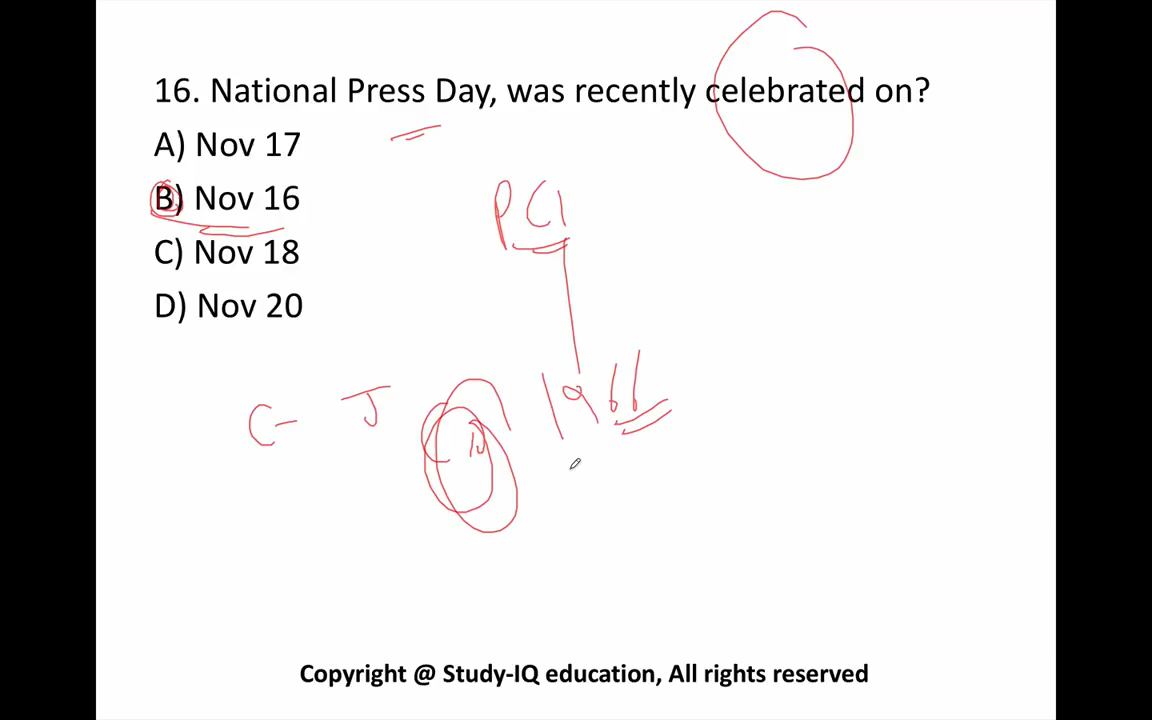 16. National Press Day, was recently celebrated on?
A) Nov 17
B) Nov 16
C) Nov 18
D) Nov 20
PCI
1966
Copyright @ Study-IQ education, All rights reserved